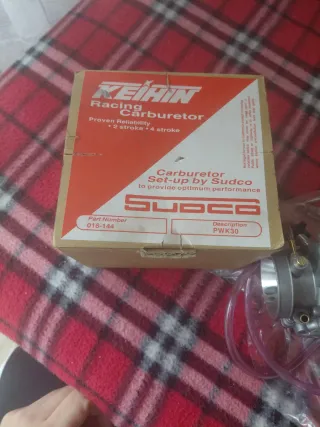 KEIHIN
Racing
Carburetor
Proven Reliability
• 2 stroke • 4 stroke
Carburetor
Set-up by Sudco
to provide optimum performance
SUDCO
Part Number
016-144
Description
PWK30